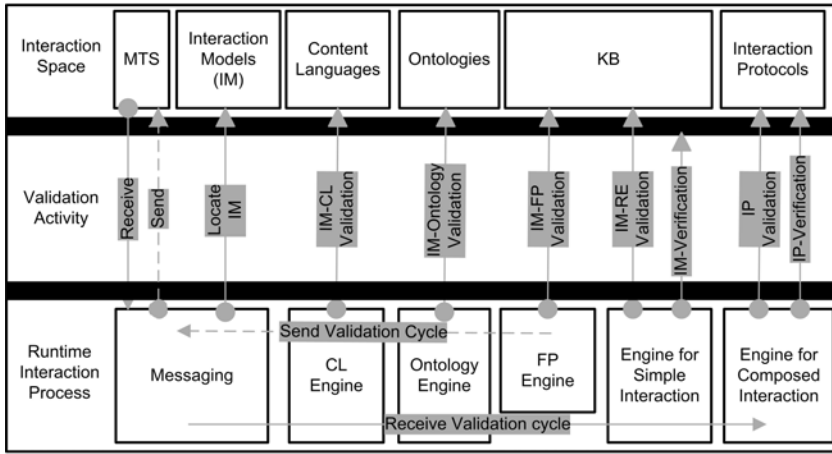 Interaction
Space
MTS
Interaction
Models
(IM)
Content
Languages
Ontologies
KB
Interaction
Protocols
Validation
Activity
Receive
Send
Locate
IM
IM-CL
Validation
IM-Ontology
Validation
IM-FP
Validation
IM-RE
Validation
IM-Verification
IP
Validation
IP-Verification
Runtime
Interaction
Process
Send Validation Cycle
Messaging
CL
Engine
Ontology
Engine
FP
Engine
Engine for
Simple
Interaction
Engine for
Composed
Interaction
Receive Validation cycle